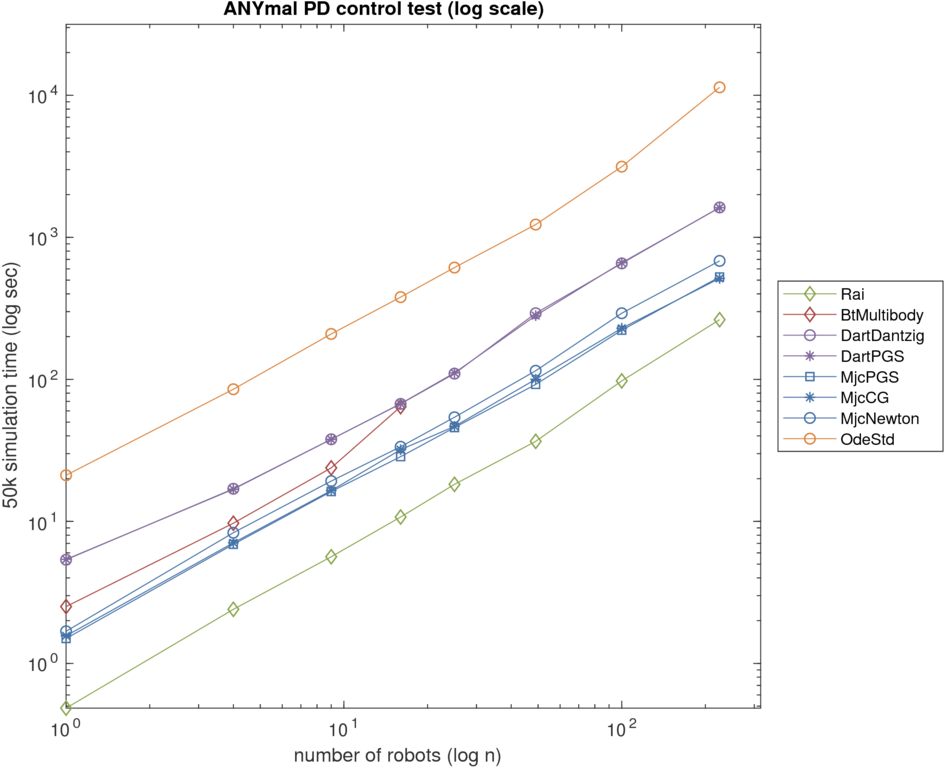 ANYmal PD control test (log scale)
50k simulation time (log sec)
10^4
10^3
10^2
10^1
10^0
10^0 10^1 10^2
number of robots (log n)
Rai
BtMultibody
DartDantzig
DartPGS
MjcPGS
MjcCG
MjcNewton
OdeStd